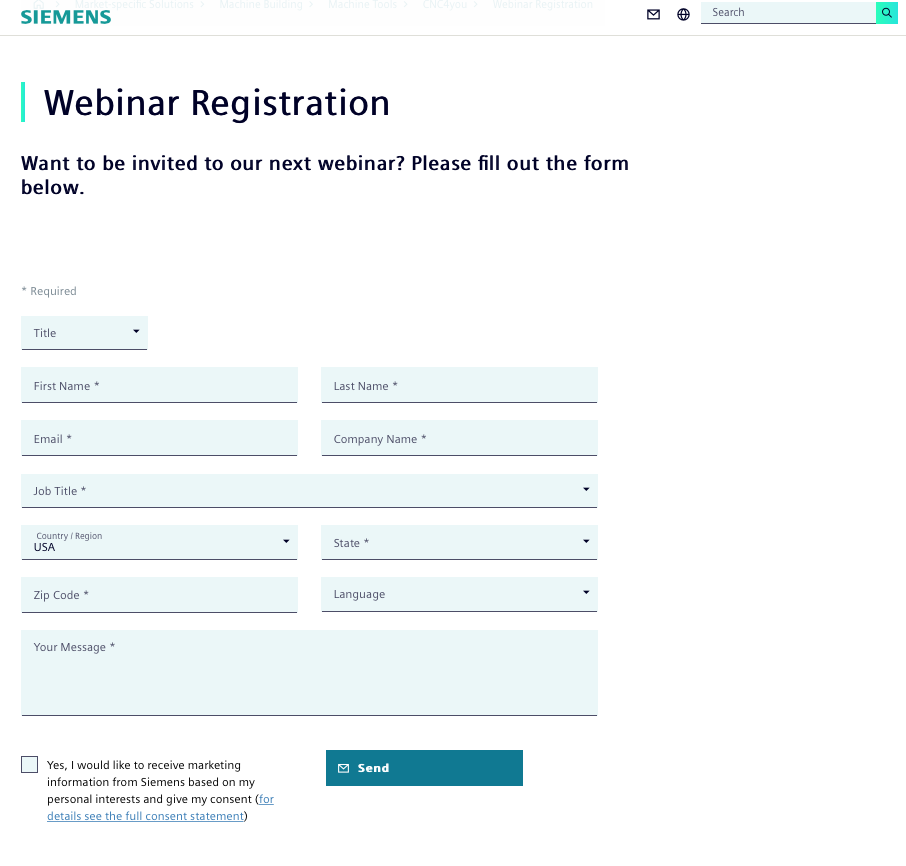 Market-specific Solutions
Machine Building
Machine Tools
CNC4you
Webinar Registration
SIEMENS
Search
Webinar Registration
Want to be invited to our next webinar? Please fill out the form
below.
* Required
Title
First Name *
Last Name *
Email *
Company Name *
Job Title *
Country / Region
USA
State *
Zip Code *
Language
Your Message *
Yes, I would like to receive marketing
information from Siemens based on my
personal interests and give my consent (for
details see the full consent statement)
Send